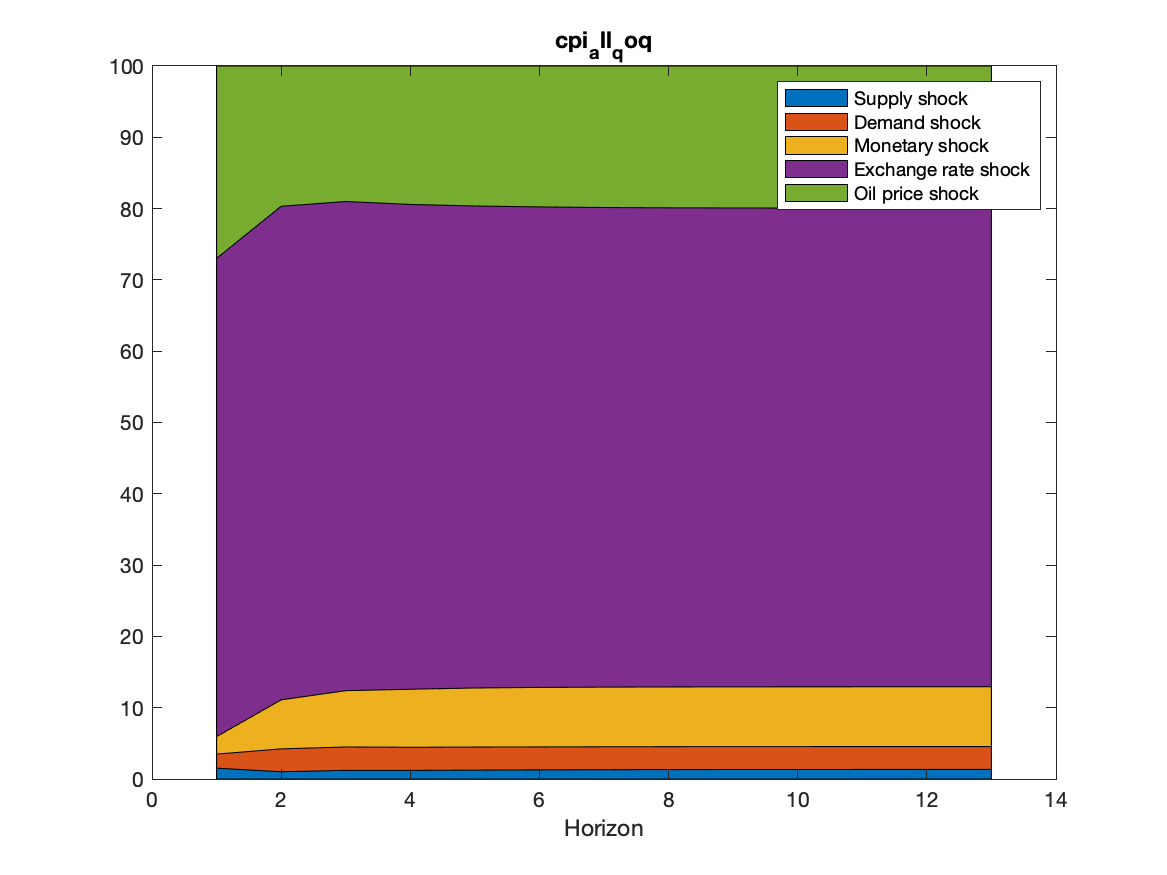 cpi_all_qoq
100
90
80
70
60
50
40
30
20
10
0
Supply shock
Demand shock
Monetary shock
Exchange rate shock
Oil price shock
0 2 4 6 8 10 12 14
Horizon